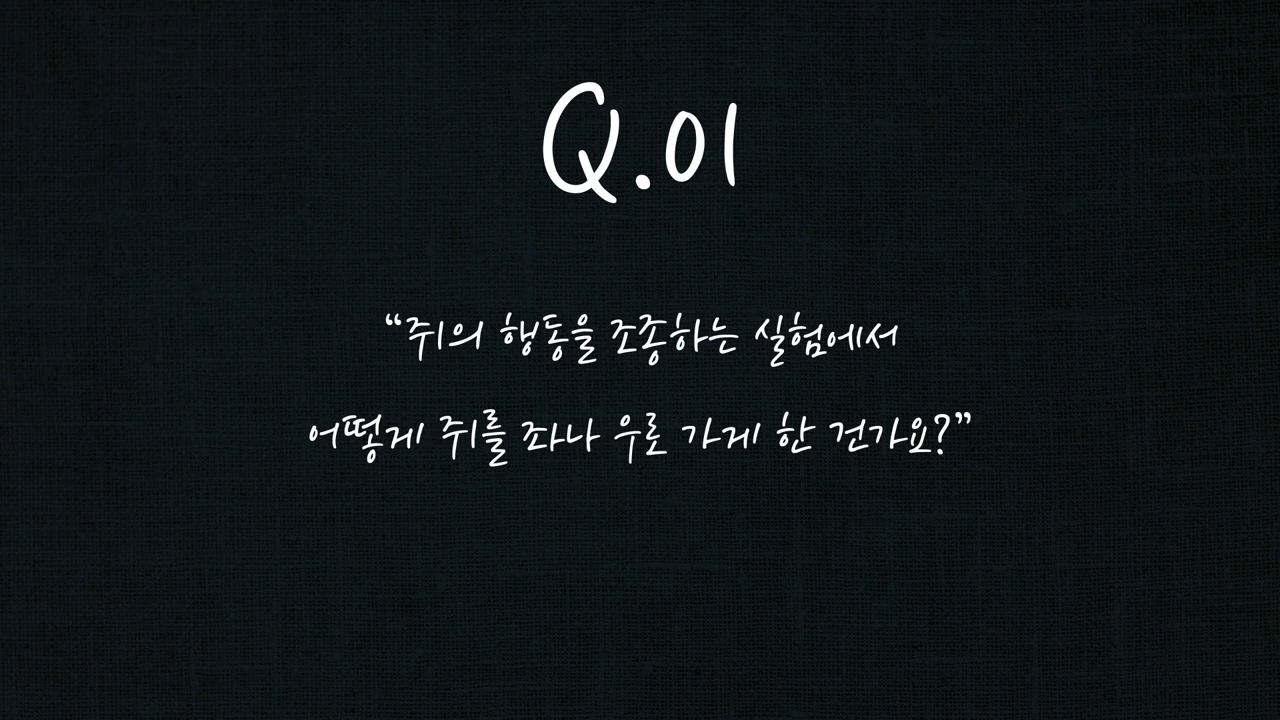 Q.01
“쥐의 행동을 조종하는 실험에서
어떻게 쥐를 좌나 우로 가게 한 건가요?”